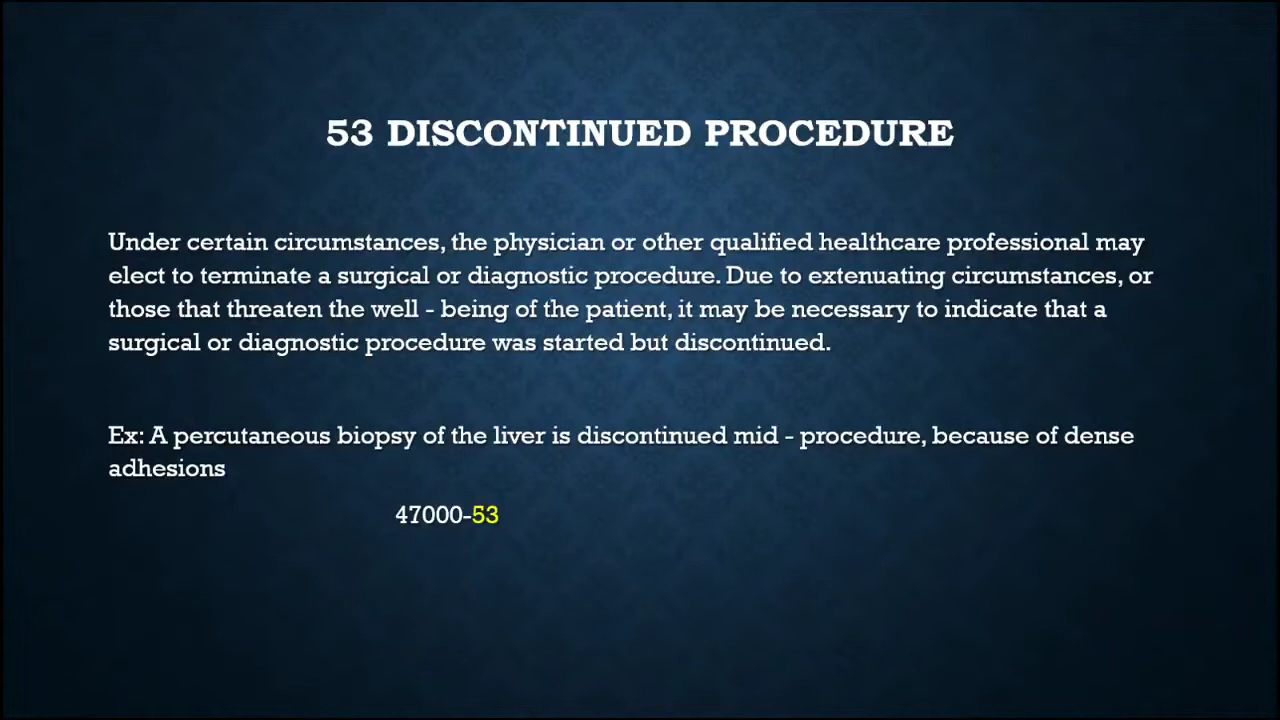 53 DISCONTINUED PROCEDURE
Under certain circumstances, the physician or other qualified healthcare professional may
elect to terminate a surgical or diagnostic procedure. Due to extenuating circumstances, or
those that threaten the well - being of the patient, it may be necessary to indicate that a
surgical or diagnostic procedure was started but discontinued.
Ex: A percutaneous biopsy of the liver is discontinued mid - procedure, because of dense
adhesions
47000-53